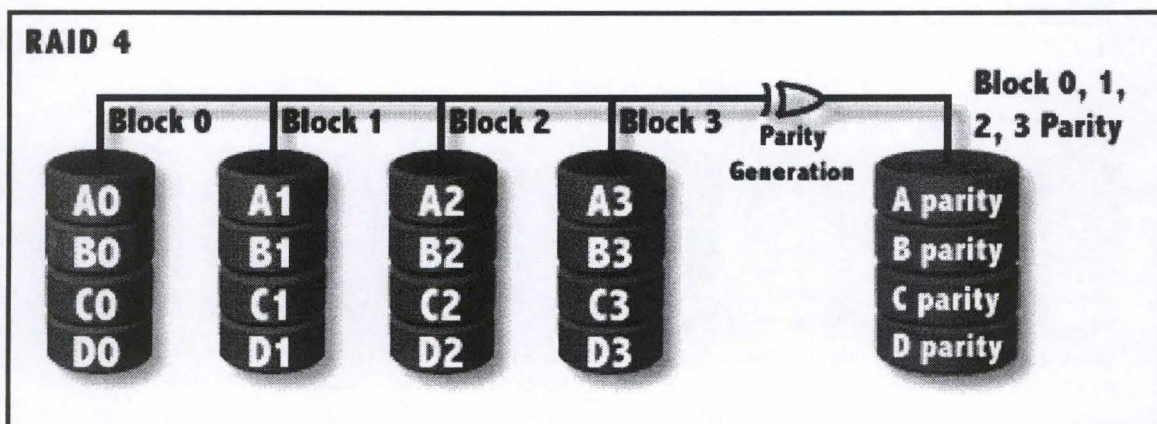 RAID 4
Block 0
Block 1
Block 2
Block 3
Parity
Generation
Block 0, 1,
2, 3 Parity
A0
B0
C0
D0
A1
B1
C1
D1
A2
B2
C2
D2
A3
B3
C3
D3
A parity
B parity
C parity
D parity